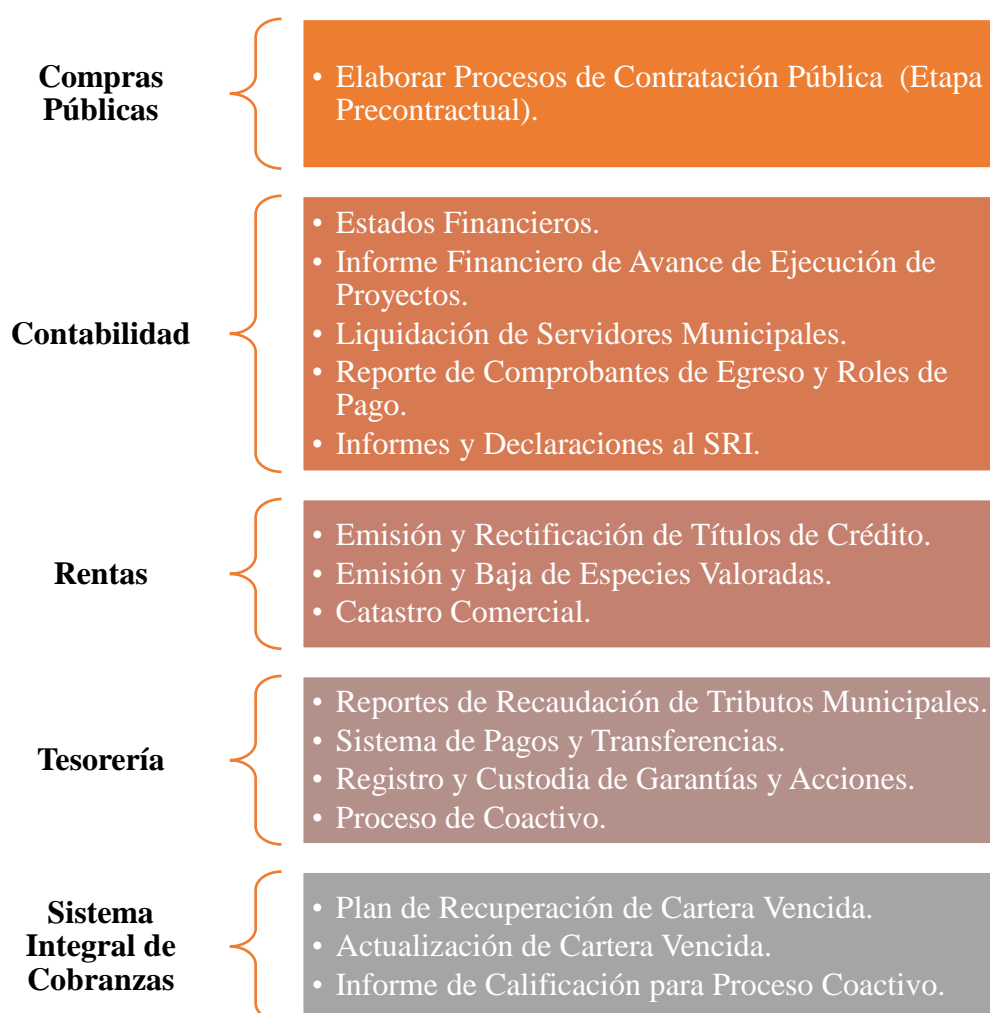 Compras
Públicas
• Elaborar Procesos de Contratación Pública (Etapa
Precontractual).
Contabilidad
• Estados Financieros.
• Informe Financiero de Avance de Ejecución de
Proyectos.
• Liquidación de Servidores Municipales.
• Reporte de Comprobantes de Egreso y Roles de
Pago.
• Informes y Declaraciones al SRI.
Rentas
• Emisión y Rectificación de Títulos de Crédito.
• Emisión y Baja de Especies Valoradas.
• Catastro Comercial.
Tesorería
• Reportes de Recaudación de Tributos Municipales.
• Sistema de Pagos y Transferencias.
• Registro y Custodia de Garantías y Acciones.
• Proceso de Coactivo.
Sistema
Integral de
Cobranzas
• Plan de Recuperación de Cartera Vencida.
• Actualización de Cartera Vencida.
• Informe de Calificación para Proceso Coactivo.